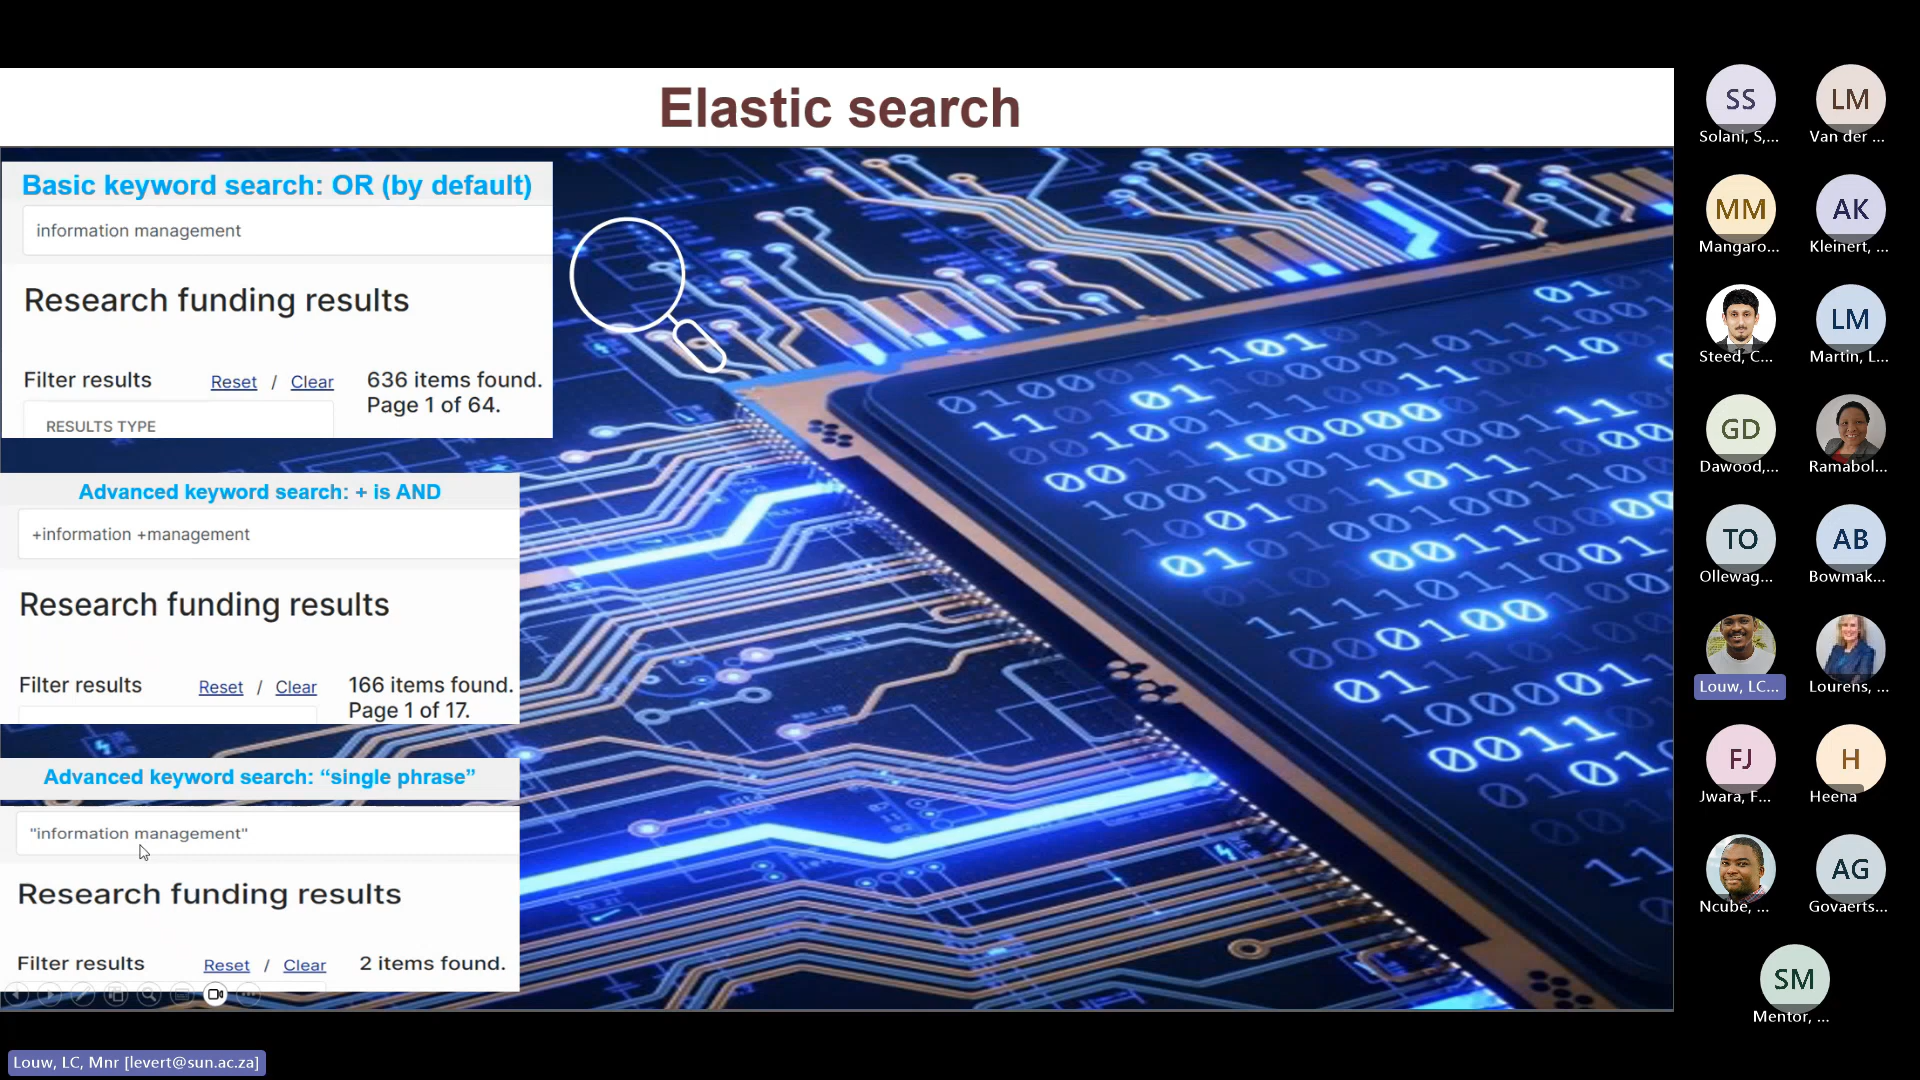 Elastic search
Basic keyword search: OR (by default)
information management
Research funding results
Filter results
Reset / Clear
636 items found.
Page 1 of 64.
RESULTS TYPE
Advanced keyword search: + is AND
+information +management
Research funding results
Filter results
Reset / Clear
166 items found.
Page 1 of 17.
Advanced keyword search: “single phrase”
"information management"
Research funding results
Filter results
Reset / Clear
2 items found.
SS
Solani, S,...
LM
Van der ...
MM
Mangaro...
AK
Kleinert, ...
Steed, C...
LM
Martin, L...
GD
Dawood,...
Ramabol...
TO
Ollewag...
AB
Bowmak...
Louw, LC...
Lourens, ...
FJ
Jwara, F...
H
Heena
Ncube, ...
AG
Govaerts...
SM
Mentor, ...
Louw, LC, Mnr [levert@sun.ac.za]